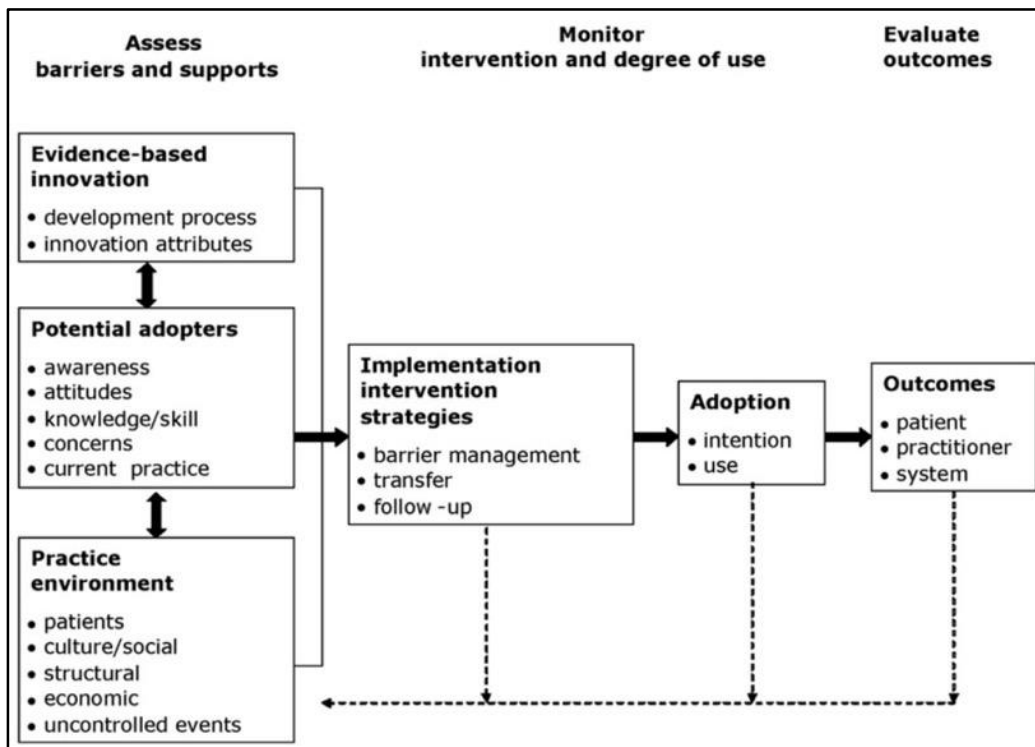 Assess
barriers and supports
Monitor
intervention and degree of use
Evaluate
outcomes
Evidence-based
innovation
• development process
• innovation attributes
Potential adopters
• awareness
• attitudes
• knowledge/skill
• concerns
• current practice
Practice
environment
• patients
• culture/social
• structural
• economic
• uncontrolled events
Implementation
intervention
strategies
• barrier management
• transfer
• follow -up
Adoption
• intention
• use
Outcomes
• patient
• practitioner
• system